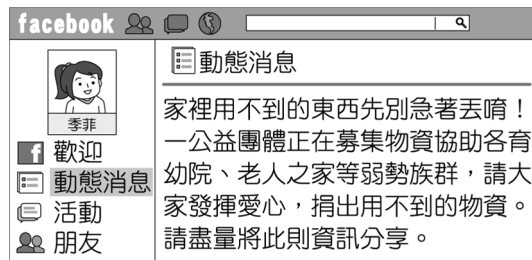 facebook
季菲
歡迎
動態消息
活動
朋友
動態消息
家裡用不到的東西先別急著丟唷！
一公益團體正在募集物資協助各育
幼院、老人之家等弱勢族群，請大
家發揮愛心，捐出用不到的物資。
請盡量將此則資訊分享。